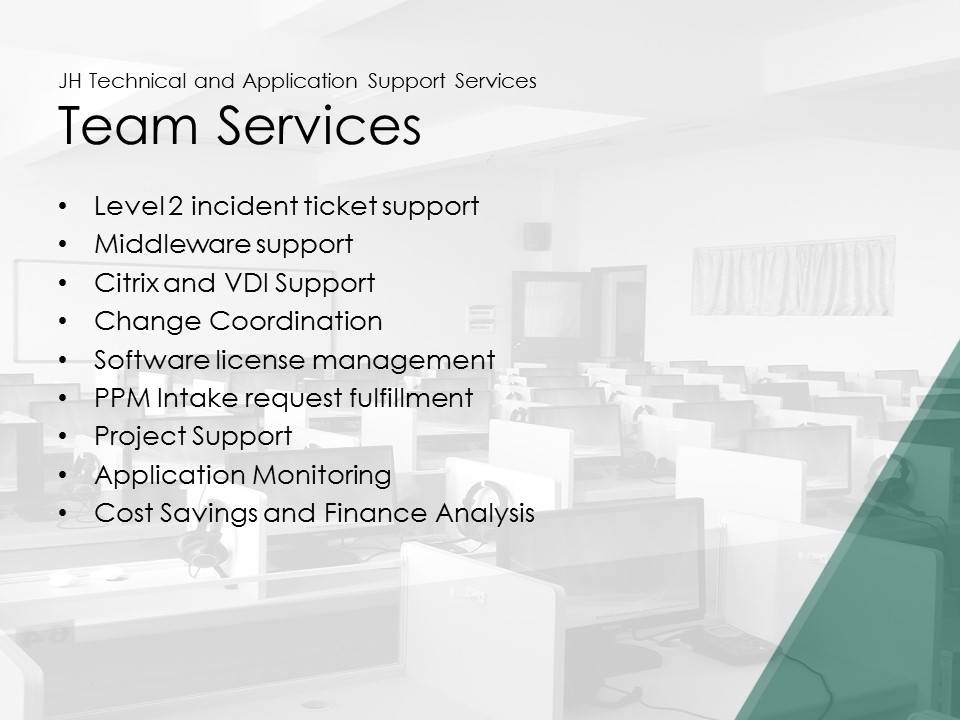 JH Technical and Application Support Services
Team Services
• Level 2 incident ticket support
• Middleware support
• Citrix and VDI Support
• Change Coordination
• Software license management
• PPM Intake request fulfillment
• Project Support
• Application Monitoring
• Cost Savings and Finance Analysis